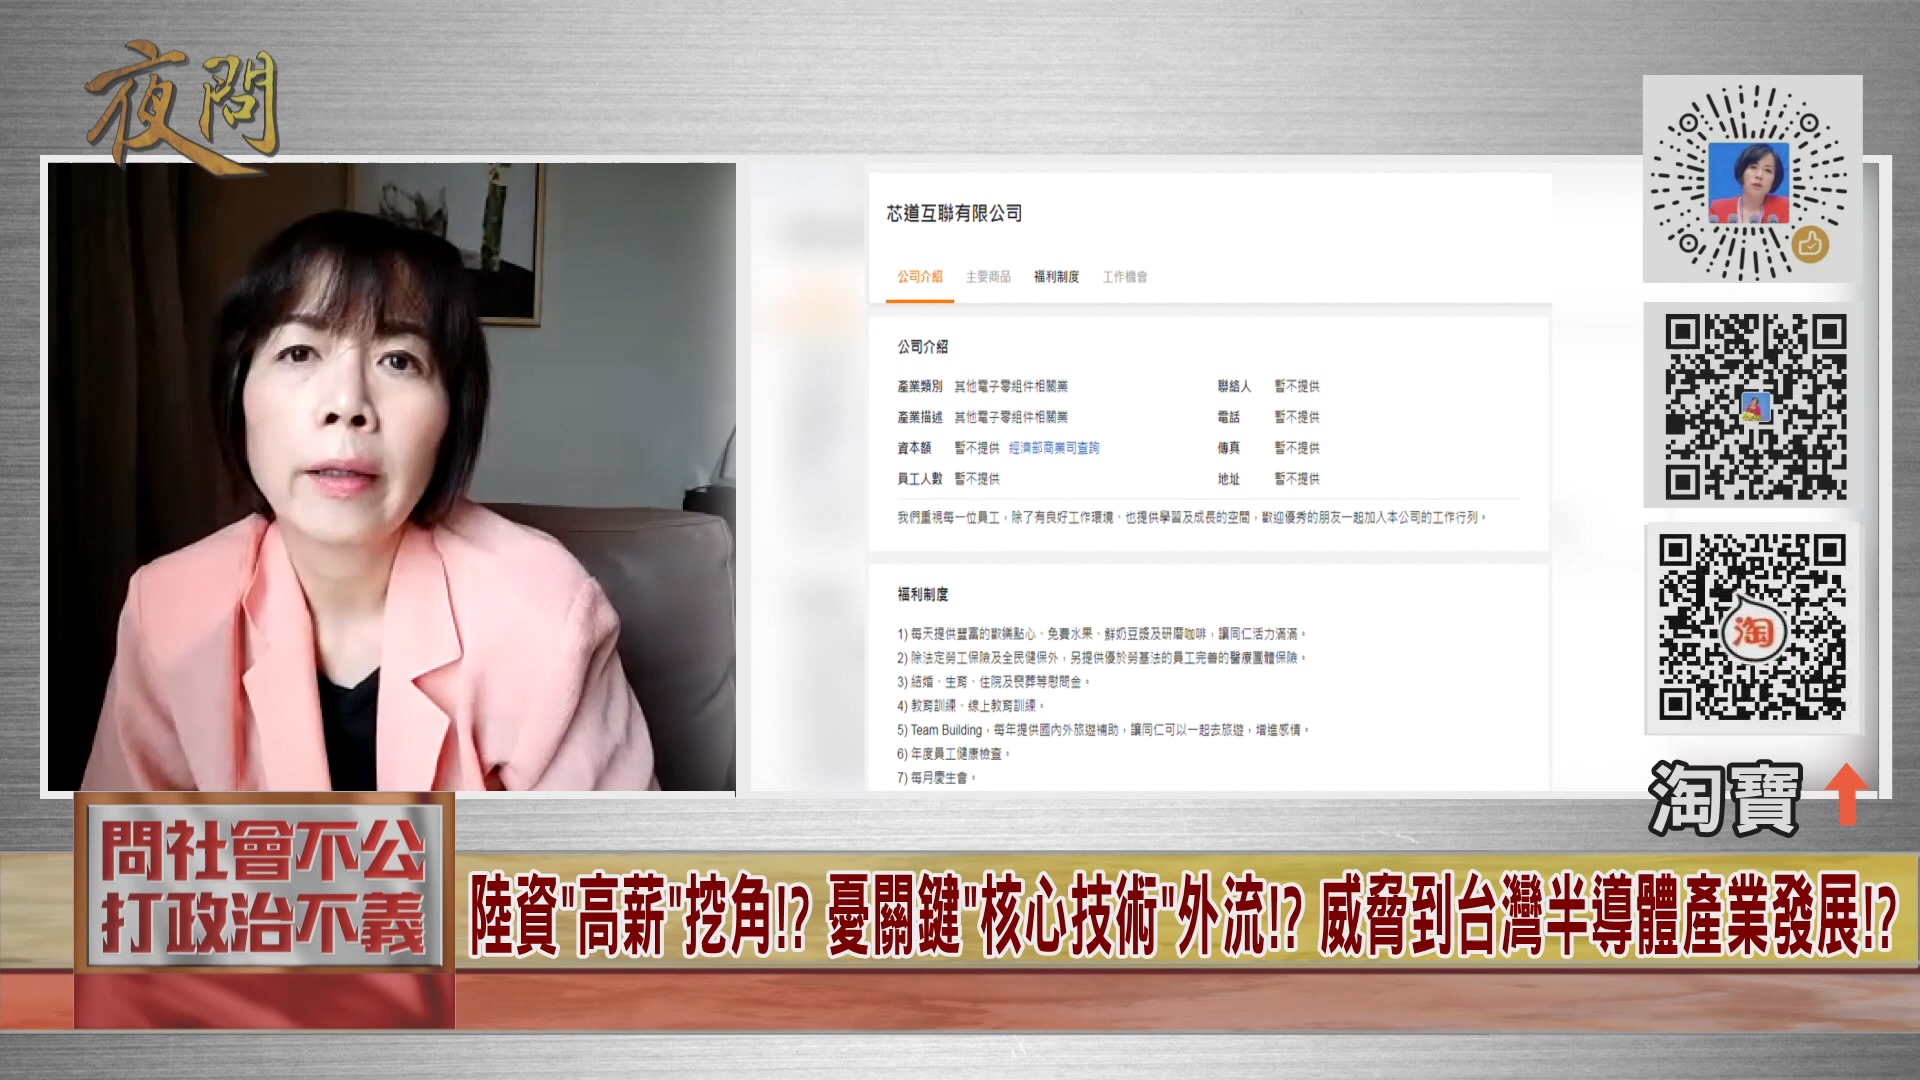 夜問
芯道互聯有限公司
公司介紹 主要商品 福利制度 工作機會
公司介紹
產業類別 其他電子零組件相關業 聯絡人 暫不提供
產業描述 其他電子零組件相關業 電話 暫不提供
資本額 暫不提供 經濟部商業司查詢 傳真 暫不提供
員工人數 暫不提供 地址 暫不提供
我們重視每一位員工，除了有良好工作環境、也提供學習及成長的空間，歡迎優秀的朋友一起加入本公司的工作行列。
福利制度
1) 每天提供豐富的歡樂點心、免費水果、鮮奶豆漿及研磨咖啡，讓同仁活力滿滿。
2) 除法定勞工保險及全民健保外，另提供優於勞基法的員工完善的醫療團體保險。
3) 結婚、生育、住院及喪葬等慰問金。
4) 教育訓練、線上教育訓練。
5) Team Building，每年提供國內外旅遊補助，讓同仁可以一起去旅遊，增進感情。
6) 年度員工健康檢查。
7) 每月慶生會。
淘
淘寶
問社會不公
打政治不義
陸資"高薪"挖角!? 憂關鍵"核心技術"外流!? 威脅到台灣半導體產業發展!?